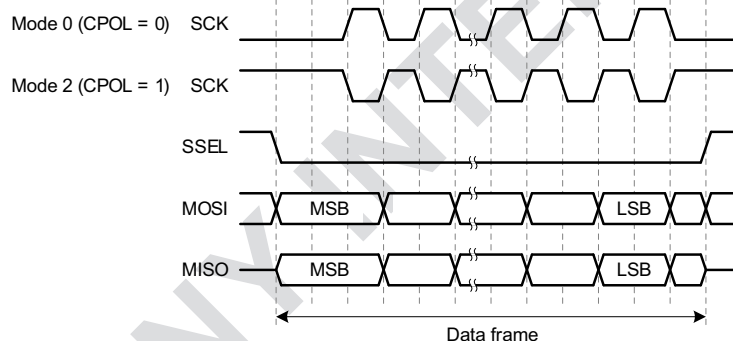 Mode 0 (CPOL = 0) SCK
Mode 2 (CPOL = 1) SCK
SSEL
MOSI MSB LSB
MISO MSB LSB
Data frame